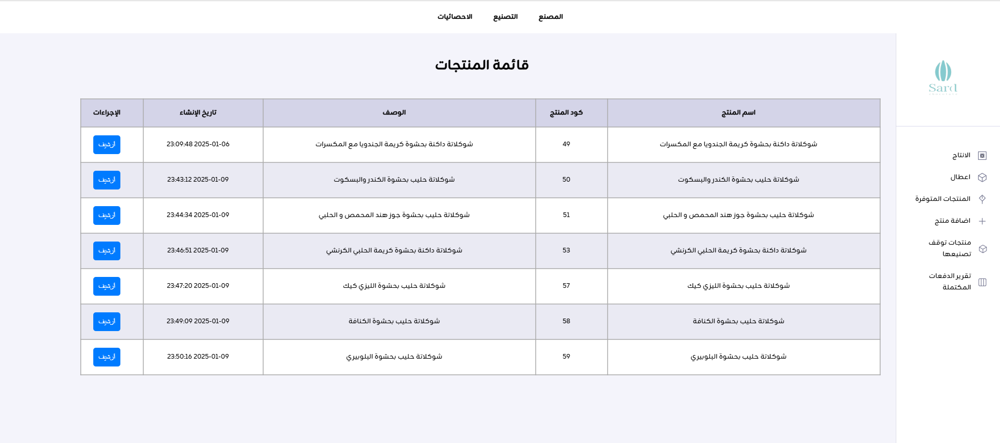 المصنع التصنيع الاحصائيات
Sard
الانتاج
اعطال
المنتجات المتوفرة
اضافة منتج
منتجات توقف
تصنيعها
تقرير الدفعات
المكتملة
قائمة المنتجات
اسم المنتج كود المنتج الوصف تاريخ الإنشاء الإجراءات
شوكلاتة داكنة بحشوة كريمة الجندويا مع المكسرات 49 شوكلاتة داكنة بحشوة كريمة الجندويا مع المكسرات 2025-01-06 23:09:48 أرشيف
شوكلاتة حليب بحشوة الكندر والبسكوت 50 شوكلاتة حليب بحشوة الكندر والبسكوت 2025-01-09 23:43:12 أرشيف
شوكلاتة حليب بحشوة جوز هند المحمص و الحلبي 51 شوكلاتة حليب بحشوة جوز هند المحمص و الحلبي 2025-01-09 23:44:34 أرشيف
شوكلاتة داكنة بحشوة كريمة الحلبي الكرنشي 53 شوكلاتة داكنة بحشوة كريمة الحلبي الكرنشي 2025-01-09 23:46:51 أرشيف
شوكلاتة حليب بحشوة الليزي كيك 57 شوكلاتة حليب بحشوة الليزي كيك 2025-01-09 23:47:20 أرشيف
شوكلاتة حليب بحشوة الكنافة 58 شوكلاتة حليب بحشوة الكنافة 2025-01-09 23:49:09 أرشيف
شوكلاتة حليب بحشوة البلوبيري 59 شوكلاتة حليب بحشوة البلوبيري 2025-01-09 23:50:16 أرشيف